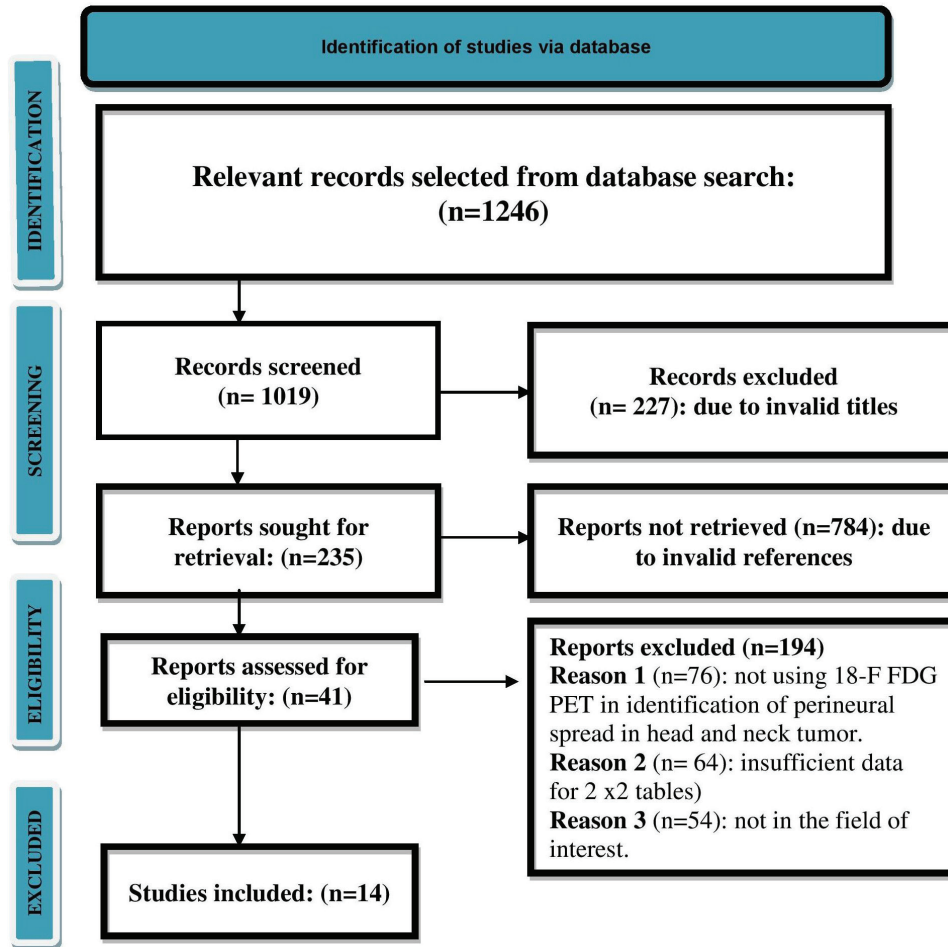 Identification of studies via database
IDENTIFICATION
Relevant records selected from database search:
(n=1246)
SCREENING
Records screened
(n= 1019)
Records excluded
(n= 227): due to invalid titles
Reports sought for
retrieval: (n=235)
Reports not retrieved (n=784): due
to invalid references
ELIGIBILITY
Reports assessed for
eligibility: (n=41)
Reports excluded (n=194)
Reason 1 (n=76): not using 18-F FDG
PET in identification of perineural
spread in head and neck tumor.
Reason 2 (n= 64): insufficient data
for 2 x2 tables)
Reason 3 (n=54): not in the field of
interest.
EXCLUDED
Studies included: (n=14)